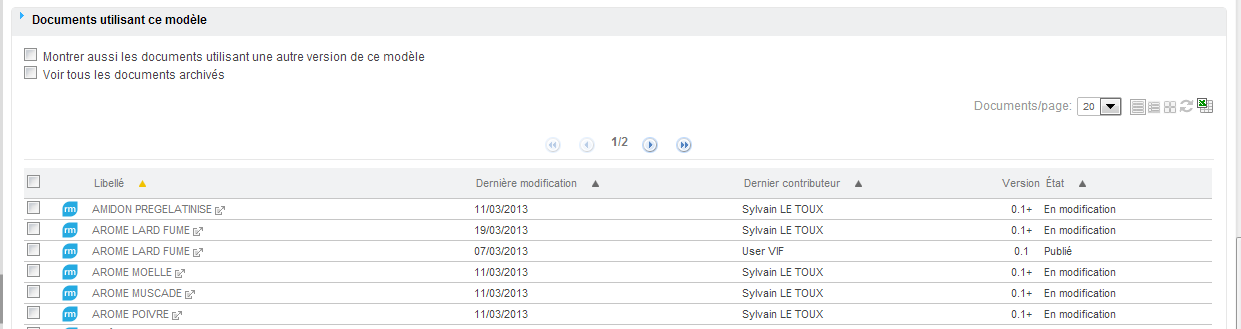 Documents utilisant ce modèle
Montrer aussi les documents utilisant une autre version de ce modèle
Voir tous les documents archivés
Documents/page: 20
1/2
Libellé Dernière modification Dernier contributeur Version État
rm AMIDON PREGELATINISE 11/03/2013 Sylvain LE TOUX 0.1+ En modification
rm AROME LARD FUME 19/03/2013 Sylvain LE TOUX 0.1+ En modification
rm AROME LARD FUME 07/03/2013 User VIF 0.1 Publié
rm AROME MOELLE 11/03/2013 Sylvain LE TOUX 0.1+ En modification
rm AROME MUSCADE 11/03/2013 Sylvain LE TOUX 0.1+ En modification
rm AROME POIVRE 11/03/2013 Sylvain LE TOUX 0.1+ En modification